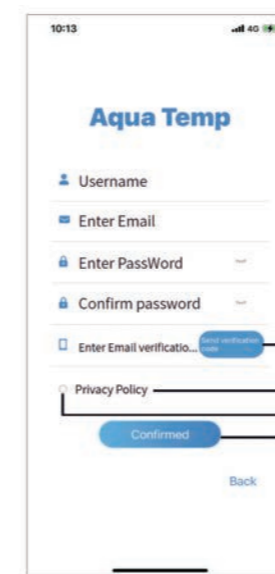 10:13
4G
Aqua Temp
Username
Enter Email
Enter PassWord
Confirm password
Enter Email verificatio...
Send verification
code
Privacy Policy
Confirmed
Back